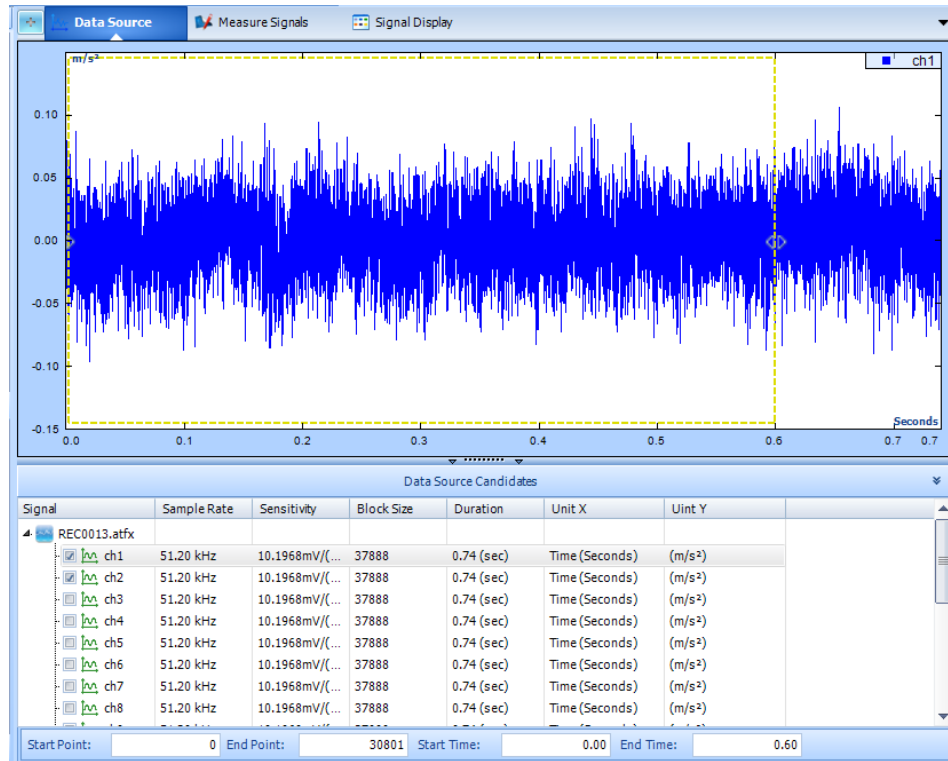 Data Source Measure Signals Signal Display
m/s² ch1
0.10
0.05
0.00
-0.05
-0.10
-0.15
Seconds
0.0 0.1 0.2 0.3 0.4 0.5 0.6 0.7 0.7
Data Source Candidates
Signal Sample Rate Sensitivity Block Size Duration Unit X Uint Y
REC0013.atfx
ch1 51.20 kHz 10.1968mV/(... 37888 0.74 (sec) Time (Seconds) (m/s²)
ch2 51.20 kHz 10.1968mV/(... 37888 0.74 (sec) Time (Seconds) (m/s²)
ch3 51.20 kHz 10.1968mV/(... 37888 0.74 (sec) Time (Seconds) (m/s²)
ch4 51.20 kHz 10.1968mV/(... 37888 0.74 (sec) Time (Seconds) (m/s²)
ch5 51.20 kHz 10.1968mV/(... 37888 0.74 (sec) Time (Seconds) (m/s²)
ch6 51.20 kHz 10.1968mV/(... 37888 0.74 (sec) Time (Seconds) (m/s²)
ch7 51.20 kHz 10.1968mV/(... 37888 0.74 (sec) Time (Seconds) (m/s²)
ch8 51.20 kHz 10.1968mV/(... 37888 0.74 (sec) Time (Seconds) (m/s²)
Start Point: 0 End Point: 30801 Start Time: 0.00 End Time: 0.60